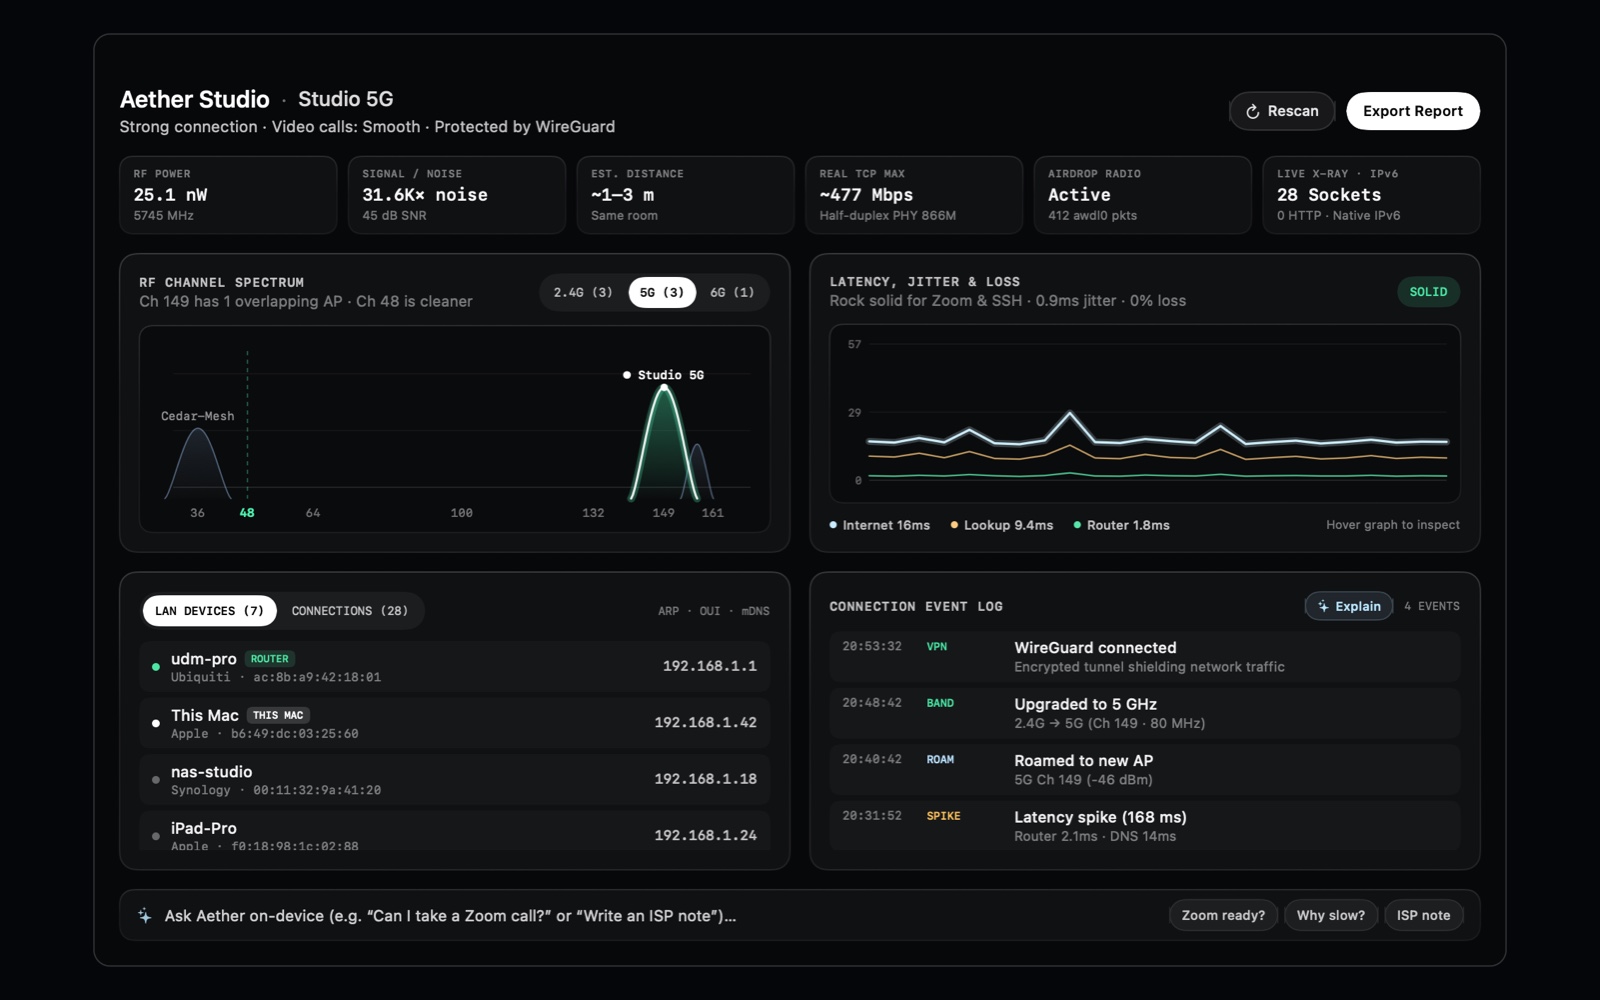 Aether Studio · Studio 5G
Strong connection · Video calls: Smooth · Protected by WireGuard
Rescan
Export Report
RF POWER
25.1 nW
5745 MHz
SIGNAL / NOISE
31.6K× noise
45 dB SNR
EST. DISTANCE
~1–3 m
Same room
REAL TCP MAX
~477 Mbps
Half-duplex PHY 866M
AIRDROP RADIO
Active
412 awdl0 pkts
LIVE X-RAY · IPv6
28 Sockets
0 HTTP · Native IPv6
RF CHANNEL SPECTRUM
Ch 149 has 1 overlapping AP · Ch 48 is cleaner
2.4G (3)
5G (3)
6G (1)
Studio 5G
Cedar-Mesh
36 48 64 100 132 149 161
LATENCY, JITTER & LOSS
Rock solid for Zoom & SSH · 0.9ms jitter · 0% loss
SOLID
57
29
0
Internet 16ms
Lookup 9.4ms
Router 1.8ms
Hover graph to inspect
LAN DEVICES (7)
CONNECTIONS (28)
ARP · OUI · mDNS
udm-pro ROUTER
Ubiquiti · ac:8b:a9:42:18:01
192.168.1.1
This Mac THIS MAC
Apple · b6:49:dc:03:25:60
192.168.1.42
nas-studio
Synology · 00:11:32:9a:41:20
192.168.1.18
iPad-Pro
Apple · f0:18:98:1c:02:88
192.168.1.24
CONNECTION EVENT LOG
Explain
4 EVENTS
20:53:32 VPN WireGuard connected
Encrypted tunnel shielding network traffic
20:48:42 BAND Upgraded to 5 GHz
2.4G → 5G (Ch 149 · 80 MHz)
20:40:42 ROAM Roamed to new AP
5G Ch 149 (-46 dBm)
20:31:52 SPIKE Latency spike (168 ms)
Router 2.1ms · DNS 14ms
Ask Aether on-device (e.g. “Can I take a Zoom call?” or “Write an ISP note”)...
Zoom ready?
Why slow?
ISP note